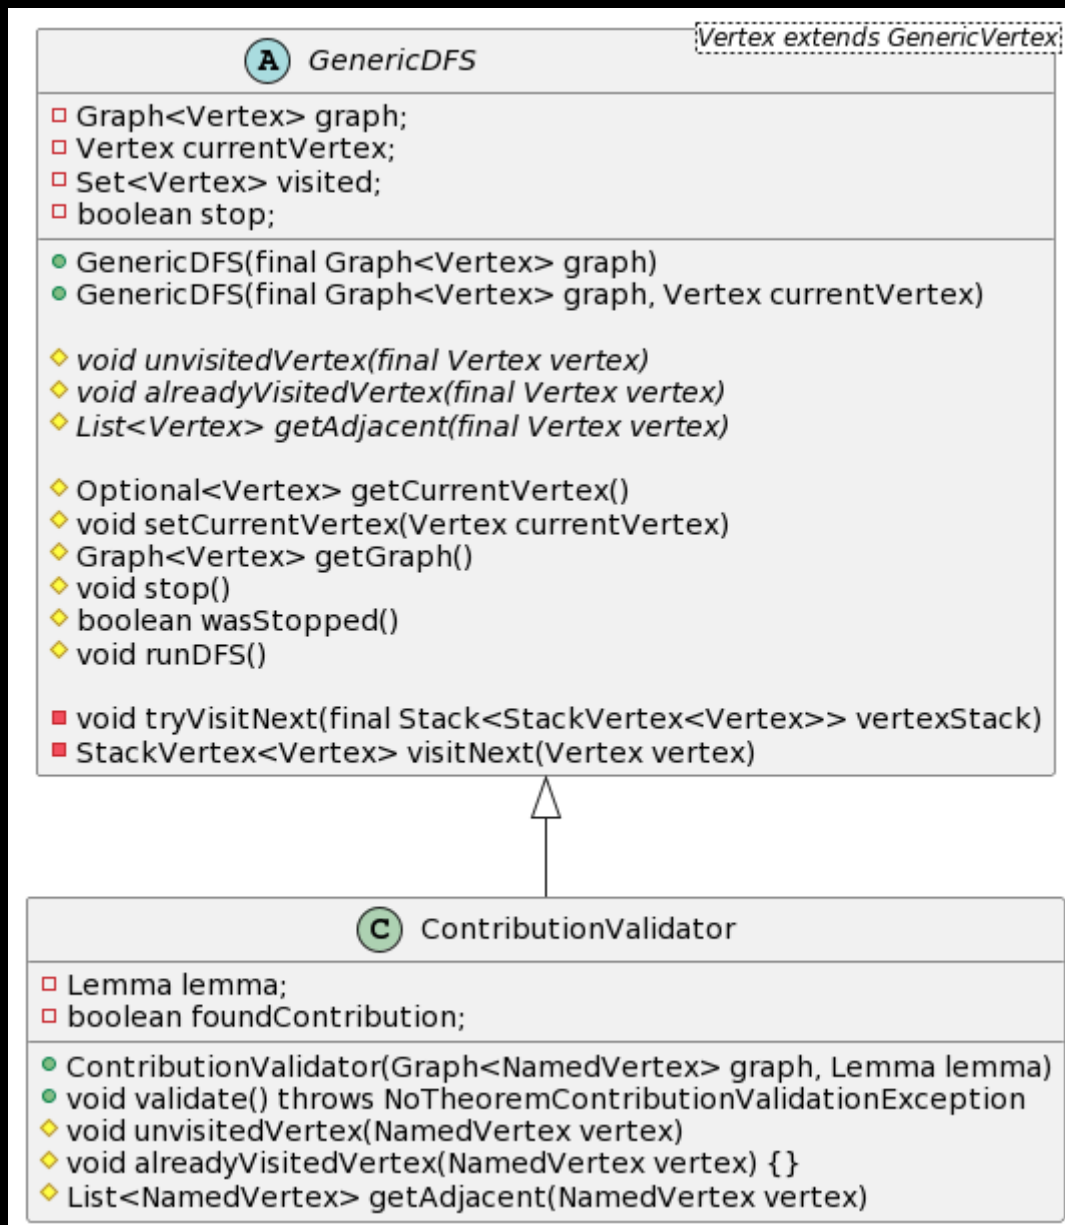 Vertex extends GenericVertex
A GenericDFS
Graph<Vertex> graph;
Vertex currentVertex;
Set<Vertex> visited;
boolean stop;
GenericDFS(final Graph<Vertex> graph)
GenericDFS(final Graph<Vertex> graph, Vertex currentVertex)
void unvisitedVertex(final Vertex vertex)
void alreadyVisitedVertex(final Vertex vertex)
List<Vertex> getAdjacent(final Vertex vertex)
Optional<Vertex> getCurrentVertex()
void setCurrentVertex(Vertex currentVertex)
Graph<Vertex> getGraph()
void stop()
boolean wasStopped()
void runDFS()
void tryVisitNext(final Stack<StackVertex<Vertex>> vertexStack)
StackVertex<Vertex> visitNext(Vertex vertex)
C ContributionValidator
Lemma lemma;
boolean foundContribution;
ContributionValidator(Graph<NamedVertex> graph, Lemma lemma)
void validate() throws NoTheoremContributionValidationException
void unvisitedVertex(NamedVertex vertex)
void alreadyVisitedVertex(NamedVertex vertex) {}
List<NamedVertex> getAdjacent(NamedVertex vertex)